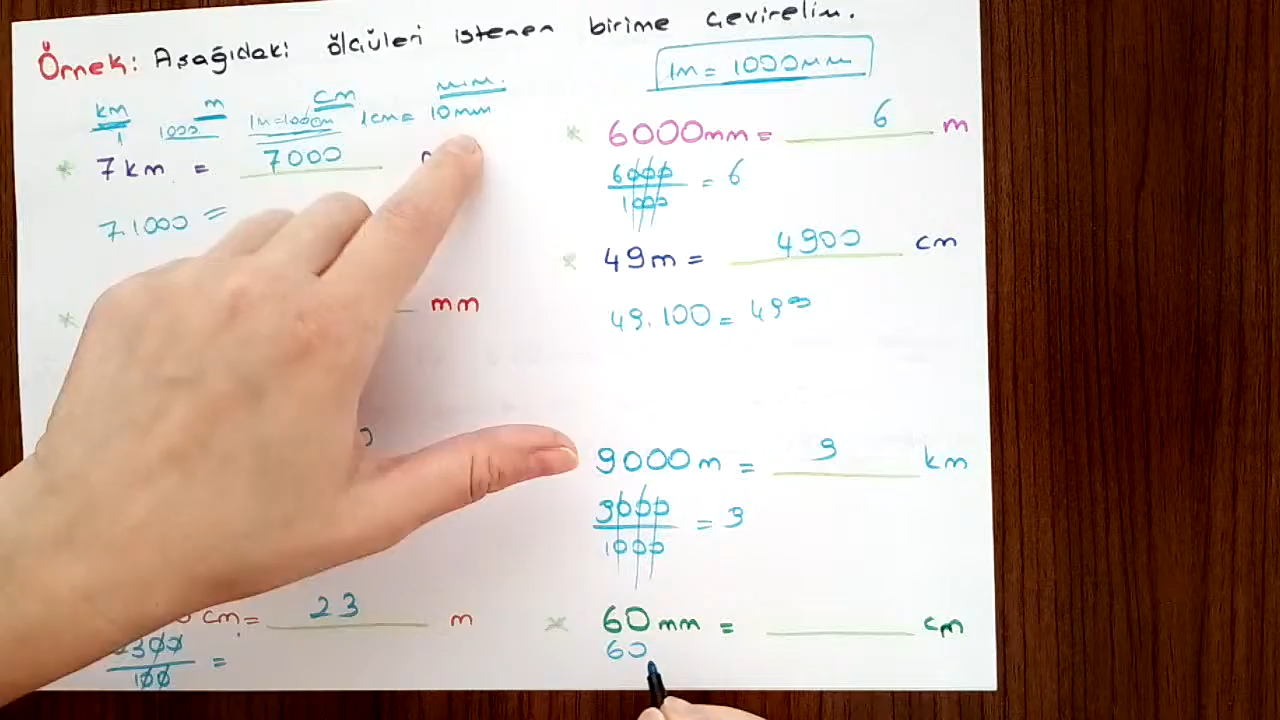 Örnek: Aşağıdaki ölçüleri istenen birime çevirelim.
km m cm mm
1 1000 1m=100cm 1cm= 10mm
* 7km = 7000
7.1000 =
*
mm
cm= 23 m
2300
100 =
1m = 1000mm
* 6000mm = 6 m
6000
1000 = 6
* 49m = 4900 cm
49.100 = 4900
9000m = 9 km
9000
1000 = 9
* 60mm = cm
60